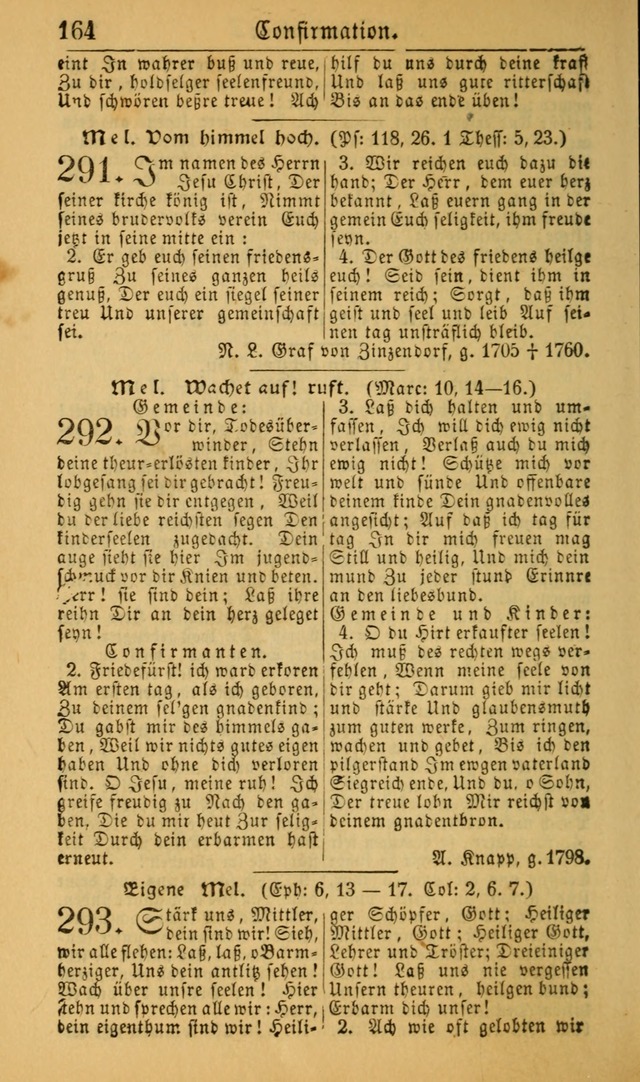 164 Confirmation.
eint In wahrer buß und reue,
Zu dir, holdselger seelenfreund,
Und schwören beßre treue! Ach
hilf du uns durch deine kraft
Und laß uns gute ritterschaft
Bis an das ende üben!
Mel. Vom himmel hoch. (Ps: 118, 26. 1 Thess: 5, 23.)
291. Im namen des Herrn
Jesu Christ, Der
seiner kirche könig ist, Nimmt
seines brudervolks verein Euch
jetzt in seine mitte ein:
2. Er geb euch seinen friedens-
gruß Zu seines ganzen heils
genuß, Der euch ein siegel seiner
treu Und unserer gemeinschaft
sei.
3. Wir reichen euch dazu die
hand; Der Herr, dem euer herz
bekannt, Laß euern gang in der
gemein Euch seligkeit, ihm freude
seyn.
4. Der Gott des friedens heilge
euch! Seid sein, dient ihm in
seinem reich; Sorgt, daß ihm
geist und seel und leib Auf sei-
nen tag unsträflich bleib.
N. L. Graf von Zinzendorf, g. 1705 † 1760.
Mel. Wachet auf! ruft. (Marc: 10, 14—16.)
Gemeinde:
292. Vor dir, Todesüber-
winder, Stehn
deine theur-erlösten kinder, Ihr
lobgesang sei dir gebracht! Freu-
dig gehn sie dir entgegen, Weil
du der liebe reichsten segen Den
kinderseelen zugedacht. Dein
auge sieht sie hier Im jugend-
schmuck vor dir Knien und beten.
Herr! sie sind dein; Laß ihre
reihn Dir an dein herz geleget
seyn!
Confirmanten.
2. Friedefürst! ich ward erkoren
Am ersten tag, als ich geboren,
Zu deinem sel'gen gnadenkind;
Du gabst mir des himmels ga-
ben, Weil wir nichts gutes eigen
haben Und ohne dich verloren
sind. O Jesu, meine ruh! Ich
greife freudig zu Nach den ga-
ben, Die du mir heut Zur selig-
keit Durch dein erbarmen hast
erneut.
3. Laß dich halten und um-
fassen, Ich will dich ewig nicht
verlassen, Verlaß auch du mich
ewig nicht! Schütze mich vor
welt und sünde Und offenbare
deinem kinde Dein gnadenvolles
angesicht; Auf daß ich tag für
tag In dir mich freuen mag
Still und heilig, Und mich dein
mund Zu jeder stund Erinnre
an den liebesbund.
Gemeinde und Kinder:
4. O du Hirt erkaufter seelen!
Ich muß des rechten wegs ver-
fehlen, Wenn meine seele von
dir geht; Darum gieb mir licht
und stärke Und glaubensmuth
zum guten werke, Zum ringen,
wachen und gebet, Bis ich den
pilgerstand Im ewgen vaterland
Siegreich ende, Und du, o Sohn,
Der treue lohn Mir reichst von
deinem gnadenthron.
A. Knapp, g. 1798.
Eigene Mel. (Eph: 6, 13 — 17. Col: 2, 6. 7.)
293. Stärk uns, Mittler,
dein sind wir! Sieh,
wir alle flehen: Laß, laß, o Barm-
herziger, Uns dein antlitz sehen!
Wach über unsre seelen! Hier
stehn und sprechen alle wir: Herr,
dein eigenthum sind wir! Heili-
ger Schöpfer, Gott; Heiliger
Mittler, Gott; Heiliger Gott,
Lehrer und Tröster; Dreieiniger
Gott! Laß uns nie vergessen
Unsern theuren, heilgen bund;
Erbarm dich unser!
2. Ach wie oft gelobten wir